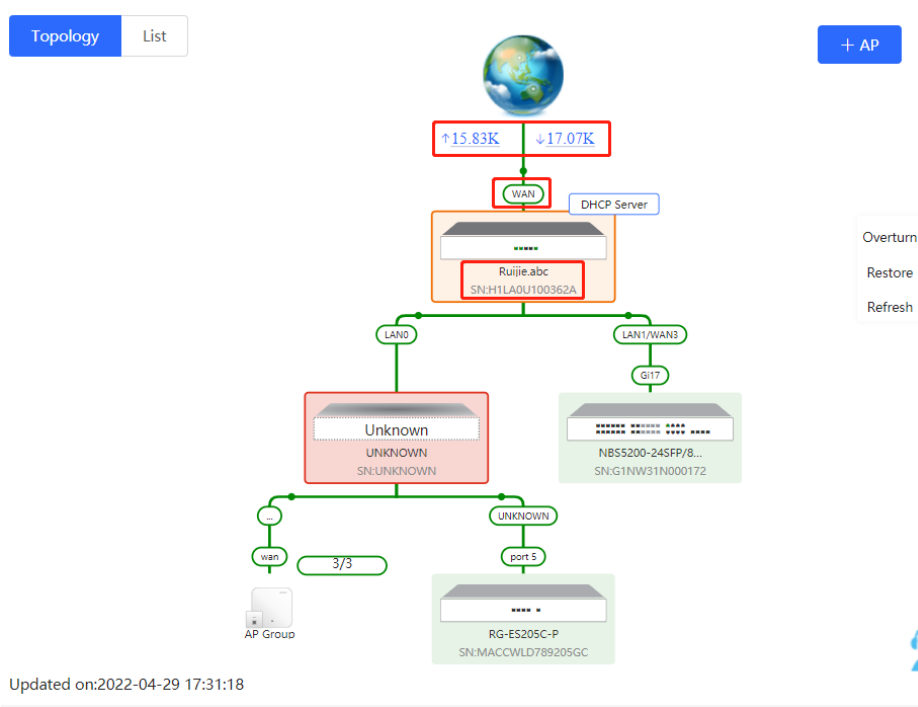 Topology
List
+ AP
↑15.83K
↓17.07K
WAN
DHCP Server
Ruijie.abc
SN:H1LA0U100362A
Overturn
Restore
Refresh
LAN0
LAN1/WAN3
Gi17
Unknown
UNKNOWN
SN:UNKNOWN
NBS5200-24SFP/8...
SN:G1NW31N000172
...
UNKNOWN
wan
3/3
port 5
AP Group
RG-ES205C-P
SN:MACCWLD789205GC
Updated on:2022-04-29 17:31:18